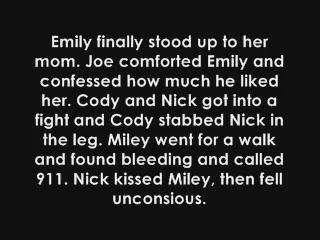 Emily finally stood up to her
mom. Joe comforted Emily and
confessed how much he liked
her. Cody and Nick got into a
fight and Cody stabbed Nick in
the leg. Miley went for a walk
and found bleeding and called
911. Nick kissed Miley, then fell
unconsious.